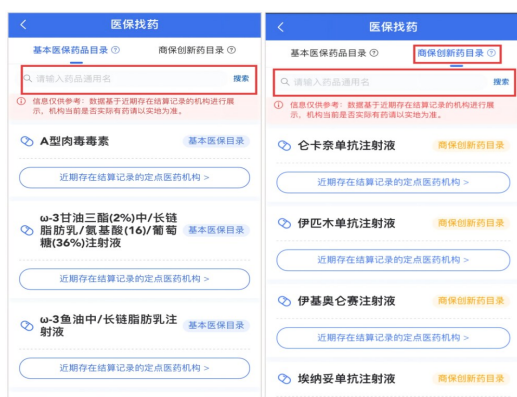 医保找药
基本医保药品目录 ?
商保创新药目录 ?
请输入药品通用名
搜索
信息仅供参考：数据基于近期存在结算记录的机构进行展
示，机构当前是否实际有药请以实地为准。
A型肉毒毒素
基本医保目录
近期存在结算记录的定点医药机构 >
ω-3甘油三酯(2%)中/长链
脂肪乳/氨基酸(16)/葡萄
糖(36%)注射液
基本医保目录
近期存在结算记录的定点医药机构 >
ω-3鱼油中/长链脂肪乳注
射液
基本医保目录
近期存在结算记录的定点医药机构 >
医保找药
基本医保药品目录 ?
商保创新药目录 ?
请输入药品通用名
搜索
信息仅供参考：数据基于近期存在结算记录的机构进行展
示，机构当前是否实际有药请以实地为准。
仑卡奈单抗注射液
商保创新药目录
近期存在结算记录的定点医药机构 >
伊匹木单抗注射液
商保创新药目录
近期存在结算记录的定点医药机构 >
伊基奥仑赛注射液
商保创新药目录
近期存在结算记录的定点医药机构 >
埃纳妥单抗注射液
商保创新药目录